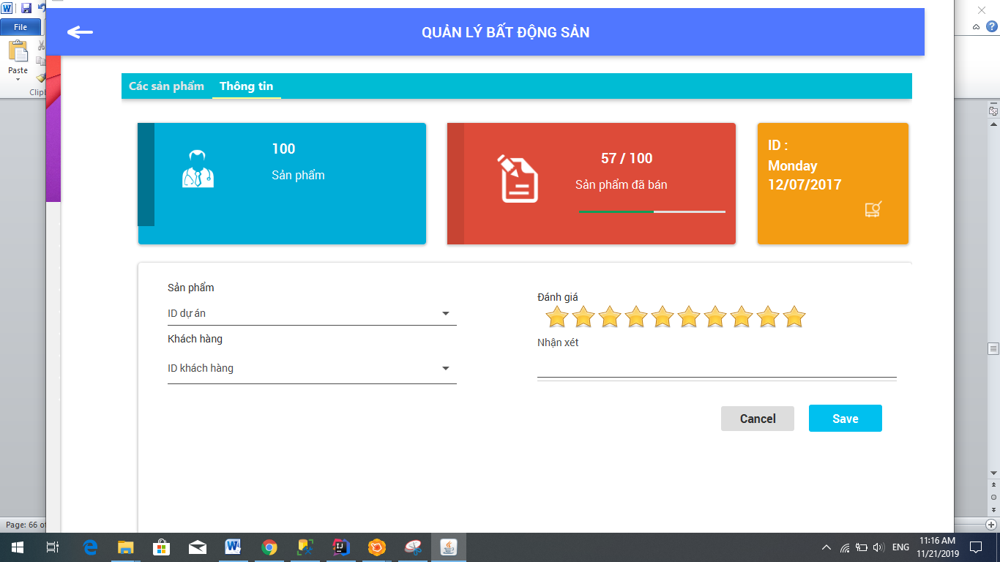 File
QUẢN LÝ BẤT ĐỘNG SẢN
Paste
Các sản phẩm Thông tin
100
Sản phẩm
57 / 100
Sản phẩm đã bán
ID :
Monday
12/07/2017
Sản phẩm
ID dự án
Khách hàng
ID khách hàng
Đánh giá
Nhận xét
Cancel Save
Page: 66
ENG
11:16 AM
11/21/2019